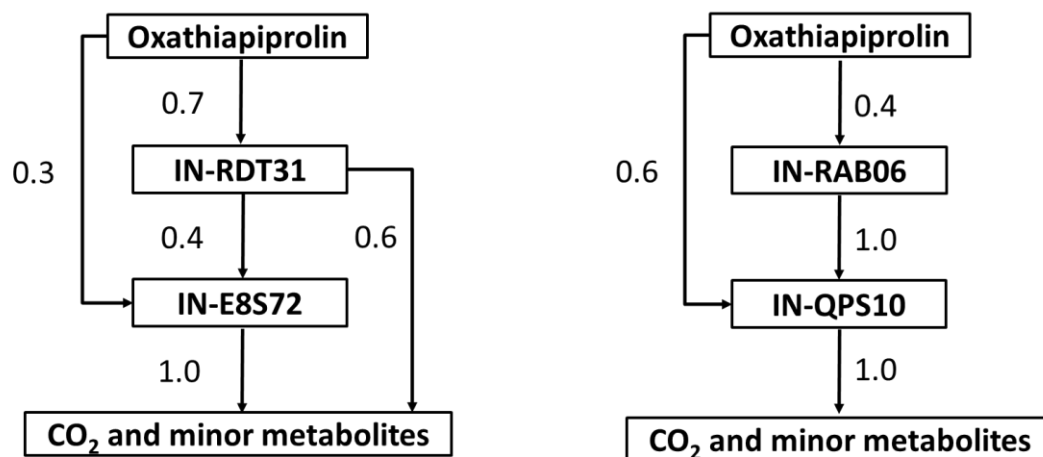 Oxathiapiprolin
0.7
0.3
IN-RDT31
0.4
0.6
IN-E8S72
1.0
CO₂ and minor metabolites
Oxathiapiprolin
0.4
0.6
IN-RAB06
1.0
IN-QPS10
1.0
CO₂ and minor metabolites